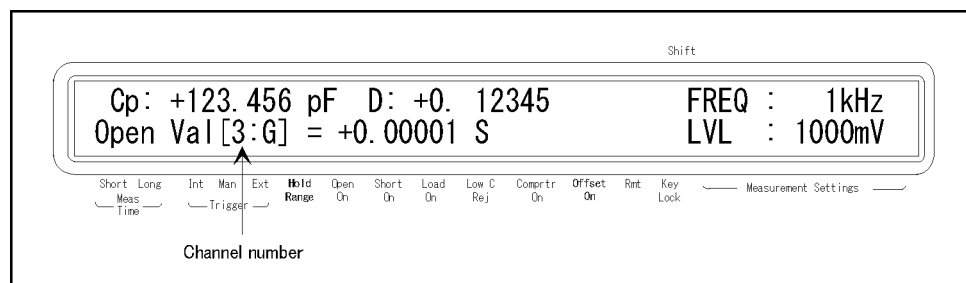 Shift
Cp: +123.456 pF D: +0. 12345 FREQ : 1kHz
Open Val[3:G] = +0.00001 S LVL : 1000mV
Short Long Int Man Ext Hold Open Short Load Low C Comprtr Offset Rmt Key Measurement Settings
Meas Range On On On Rej On On Lock
Time Trigger
Channel number